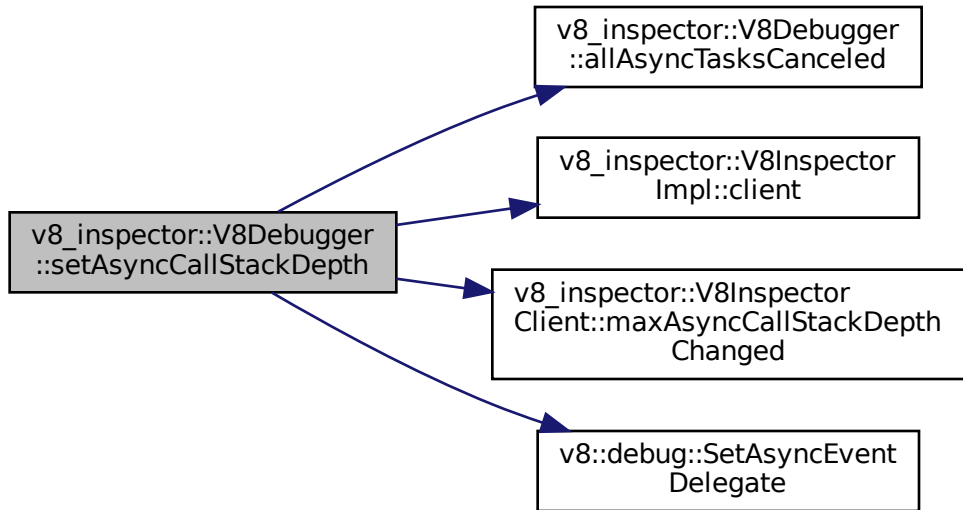 v8_inspector::V8Debugger
::setAsyncCallStackDepth
v8_inspector::V8Debugger
::allAsyncTasksCanceled
v8_inspector::V8Inspector
Impl::client
v8_inspector::V8Inspector
Client::maxAsyncCallStackDepth
Changed
v8::debug::SetAsyncEvent
Delegate